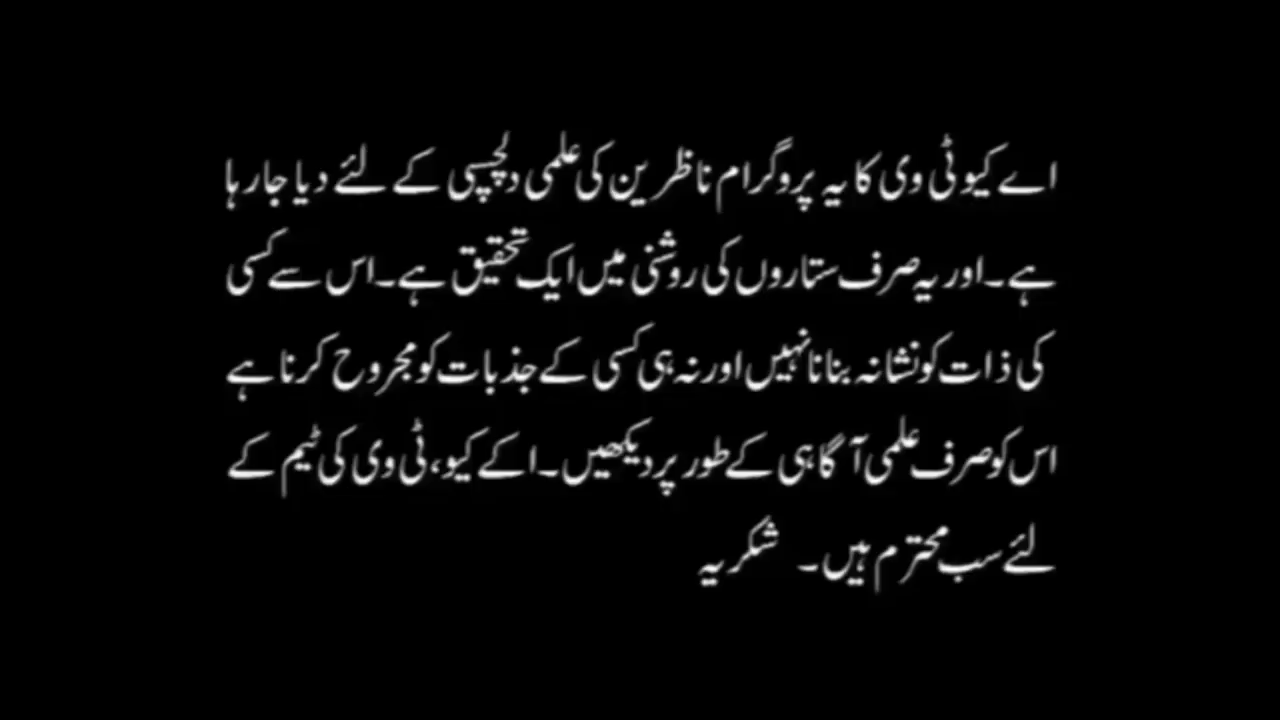 اے کیو ٹی وی کا یہ پروگرام ناظرین کی علمی دلچسپی کے لئے دیا جارہا
ہے۔ اور یہ صرف ستاروں کی روشنی میں ایک تحقیق ہے۔ اس سے کسی
کی ذات کو نشانہ بنانا نہیں اور نہ ہی کسی کے جذبات کو مجروح کرنا ہے
اس کو صرف علمی آگاہی کے طور پر دیکھیں۔ اکے کیو، ٹی وی کی ٹیم کے
لئے سب محترم ہیں۔ شکریہ